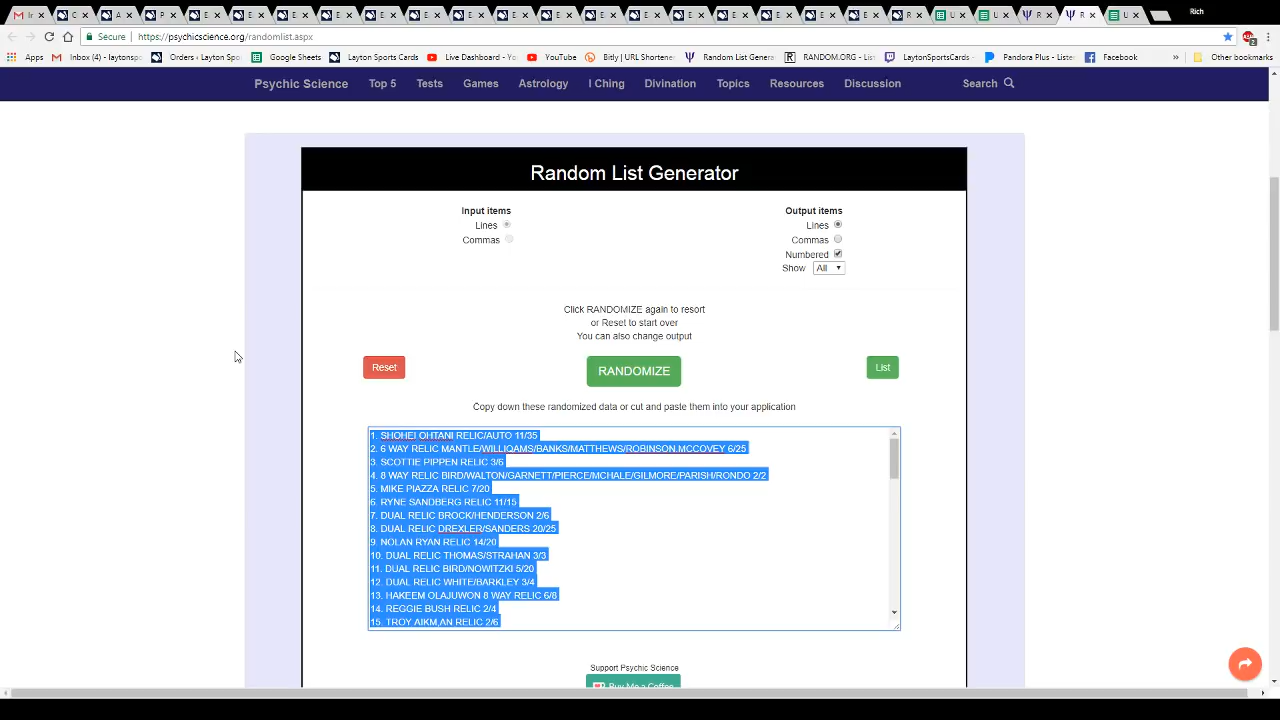 Rich
Secure https://psychicscience.org/randomlist.aspx
Apps Inbox (4) - laytonspo Orders ‹ Layton Spo Google Sheets Layton Sports Cards Live Dashboard - Yo YouTube Bitly | URL Shortene Random List Genera RANDOM.ORG - Lis LaytonSportsCards - Pandora Plus - Listen Facebook » Other bookmarks
Psychic Science Top 5 Tests Games Astrology I Ching Divination Topics Resources Discussion Search
Random List Generator
Input items
Lines
Commas
Output items
Lines
Commas
Numbered
Show All
Click RANDOMIZE again to resort
or Reset to start over
You can also change output
Reset RANDOMIZE List
Copy down these randomized data or cut and paste them into your application
1. SHOHEI OHTANI RELIC/AUTO 11/35
2. 6 WAY RELIC MANTLE/WILLIQAMS/BANKS/MATTHEWS/ROBINSON.MCCOVEY 6/25
3. SCOTTIE PIPPEN RELIC 3/6
4. 8 WAY RELIC BIRD/WALTON/GARNETT/PIERCE/MCHALE/GILMORE/PARISH/RONDO 2/2
5. MIKE PIAZZA RELIC 7/20
6. RYNE SANDBERG RELIC 11/15
7. DUAL RELIC BROCK/HENDERSON 2/6
8. DUAL RELIC DREXLER/SANDERS 20/25
9. NOLAN RYAN RELIC 14/20
10. DUAL RELIC THOMAS/STRAHAN 3/3
11. DUAL RELIC BIRD/NOWITZKI 5/20
12. DUAL RELIC WHITE/BARKLEY 3/4
13. HAKEEM OLAJUWON 8 WAY RELIC 6/8
14. REGGIE BUSH RELIC 2/4
15. TROY AIKM,AN RELIC 2/6
Support Psychic Science
Buy Me a Coffee